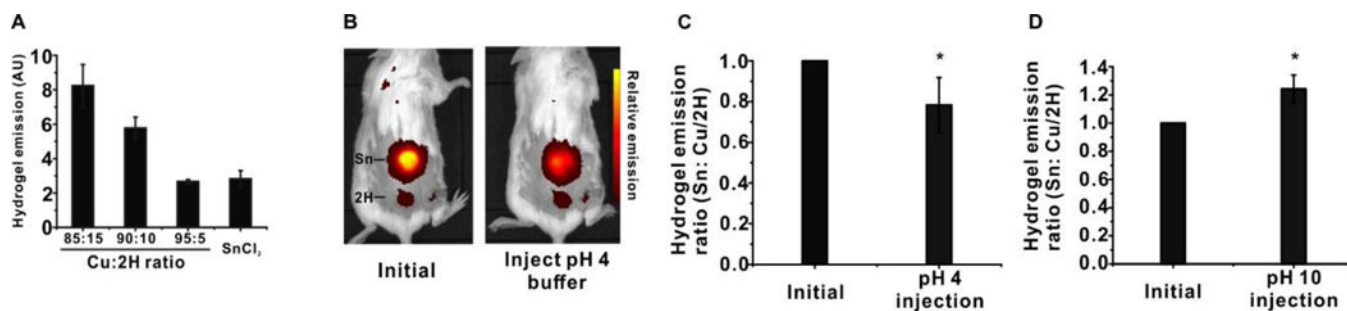 A
Hydrogel emission (AU)
10
8
6
4
2
0
85:15 90:10 95:5 SnCl₂
Cu:2H ratio
B
Sn
2H
Relative emission
Initial
Inject pH 4
buffer
C
Hydrogel emission
ratio (Sn: Cu/2H)
1.0
0.8
0.6
0.4
0.2
0.0
*
Initial
pH 4
injection
D
Hydrogel emission
ratio (Sn: Cu/2H)
1.4
1.2
1.0
0.8
0.6
0.4
0.2
0.0
*
Initial
pH 10
injection